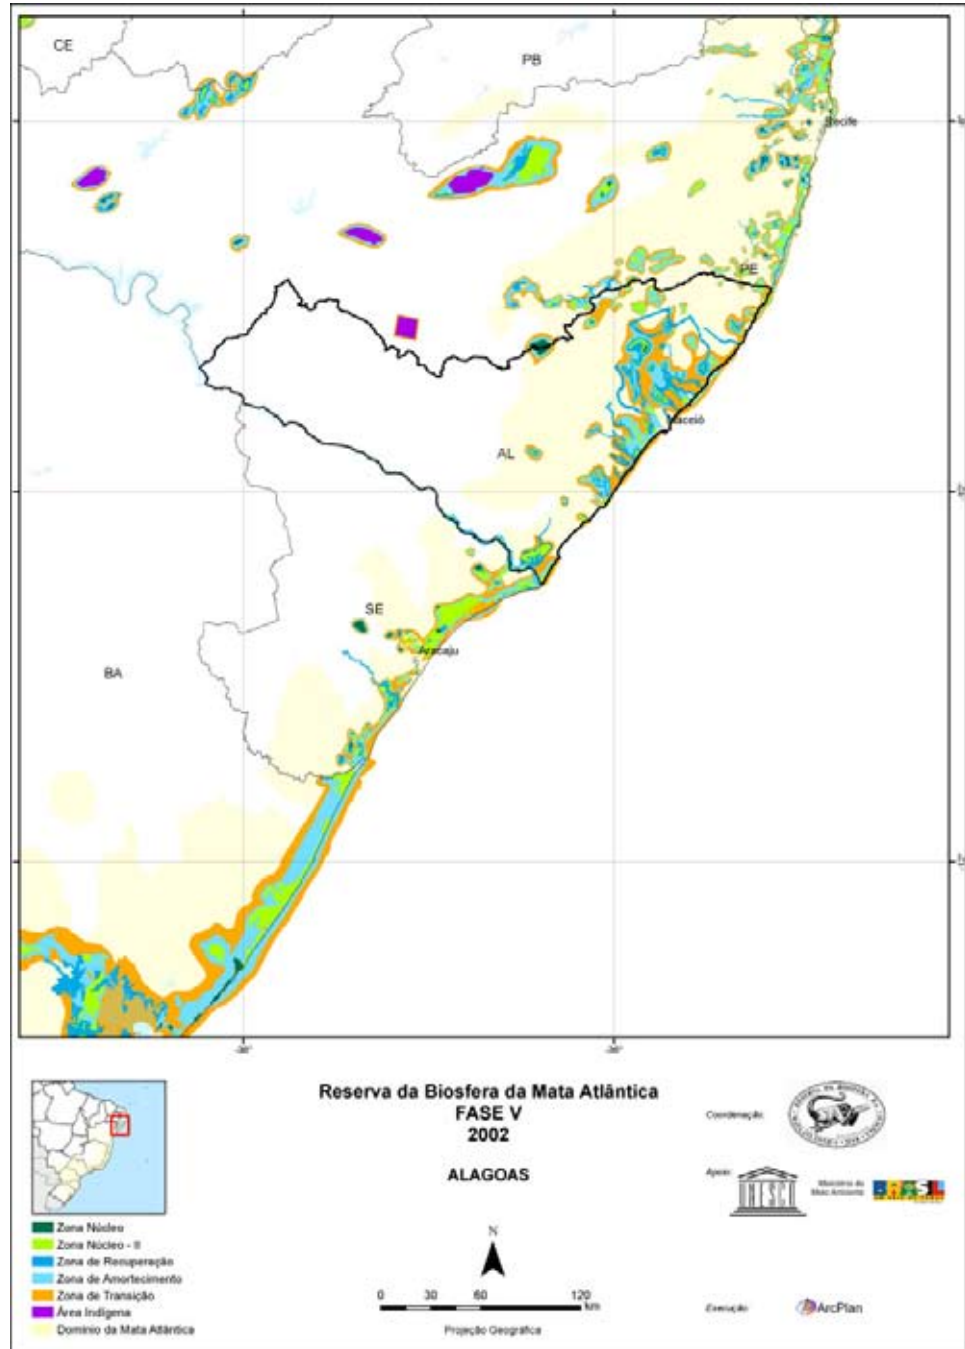 CE
PB
Recife
PE
Maceió
AL
SE
Aracaju
BA
Reserva da Biosfera da Mata Atlântica
FASE V
2002
ALAGOAS
Coordenação:
Apoio:
UNESCO
Ministério do
Meio Ambiente
BRASIL
Zona Núcleo
Zona Núcleo - II
Zona de Recuperação
Zona de Amortecimento
Zona de Transição
Área Indígena
Domínio da Mata Atlântica
N
0 30 60 120
km
Projeção Geográfica
Execução:
ArcPlan